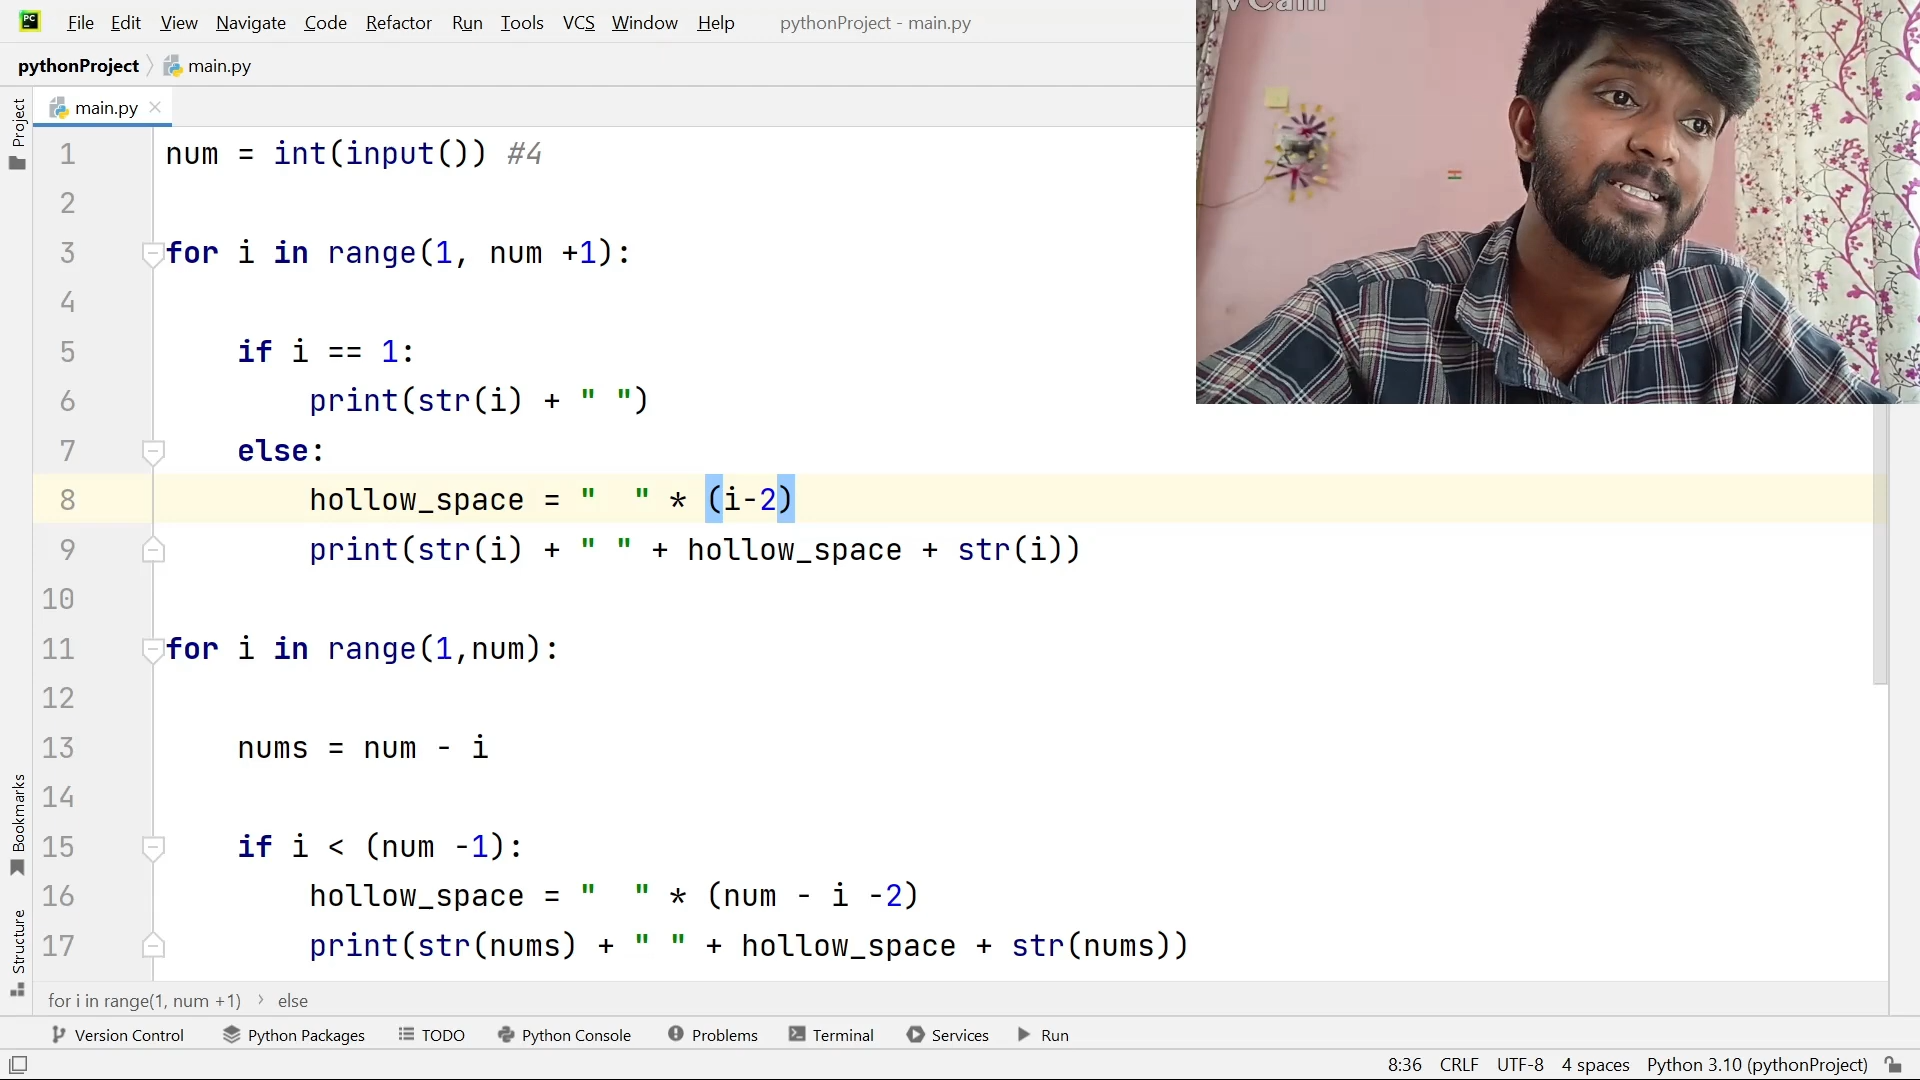 File Edit View Navigate Code Refactor Run Tools VCS Window Help pythonProject - main.py
pythonProject main.py
main.py
Project
1 num = int(input()) #4
2
3 for i in range(1, num +1):
4
5 if i == 1:
6 print(str(i) + " ")
7 else:
8 hollow_space = "  " * (i-2)
9 print(str(i) + " " + hollow_space + str(i))
10
11 for i in range(1,num):
12
13 nums = num - i
14
15 if i < (num -1):
16 hollow_space = "  " * (num - i -2)
17 print(str(nums) + " " + hollow_space + str(nums))
Bookmarks
Structure
for i in range(1, num +1) › else
Version Control Python Packages TODO Python Console Problems Terminal Services Run
8:36 CRLF UTF-8 4 spaces Python 3.10 (pythonProject)